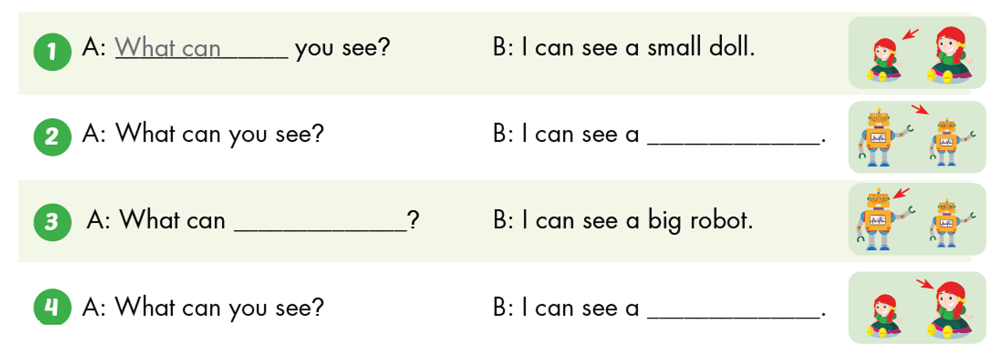 1 A: What can ______________ you see? B: I can see a small doll.
2 A: What can you see? B: I can see a ______________.
3 A: What can ______________? B: I can see a big robot.
4 A: What can you see? B: I can see a ______________.